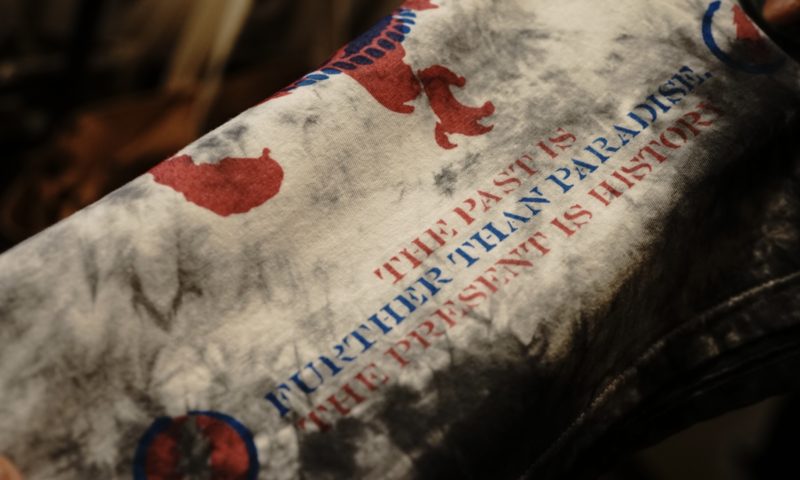 THE PAST IS
FURTHER THAN PARADISE.
THE PRESENT IS HISTORY